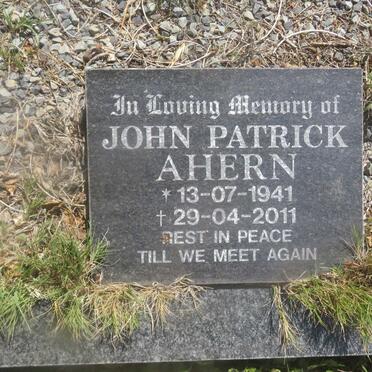 In Loving Memory of
JOHN PATRICK
AHERN
* 13-07-1941
† 29-04-2011
REST IN PEACE
TILL WE MEET AGAIN